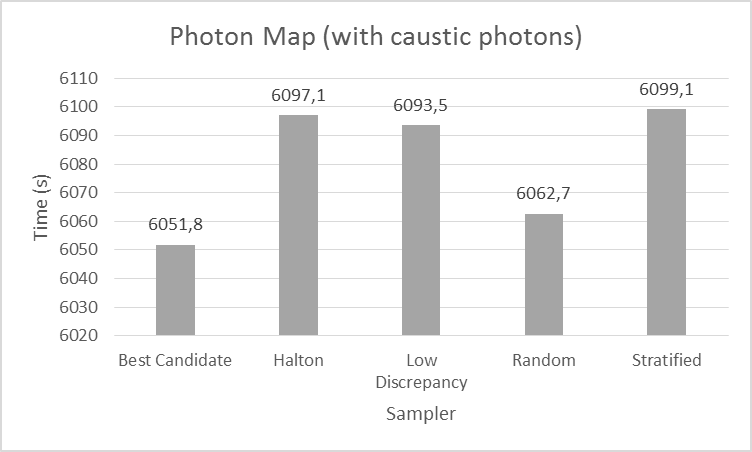 Photon Map (with caustic photons)
6110
6100
6090
6080
6070
6060
6050
6040
6030
6020
Time (s)
6051,8
6097,1
6093,5
6062,7
6099,1
Best Candidate
Halton
Low
Discrepancy
Random
Stratified
Sampler